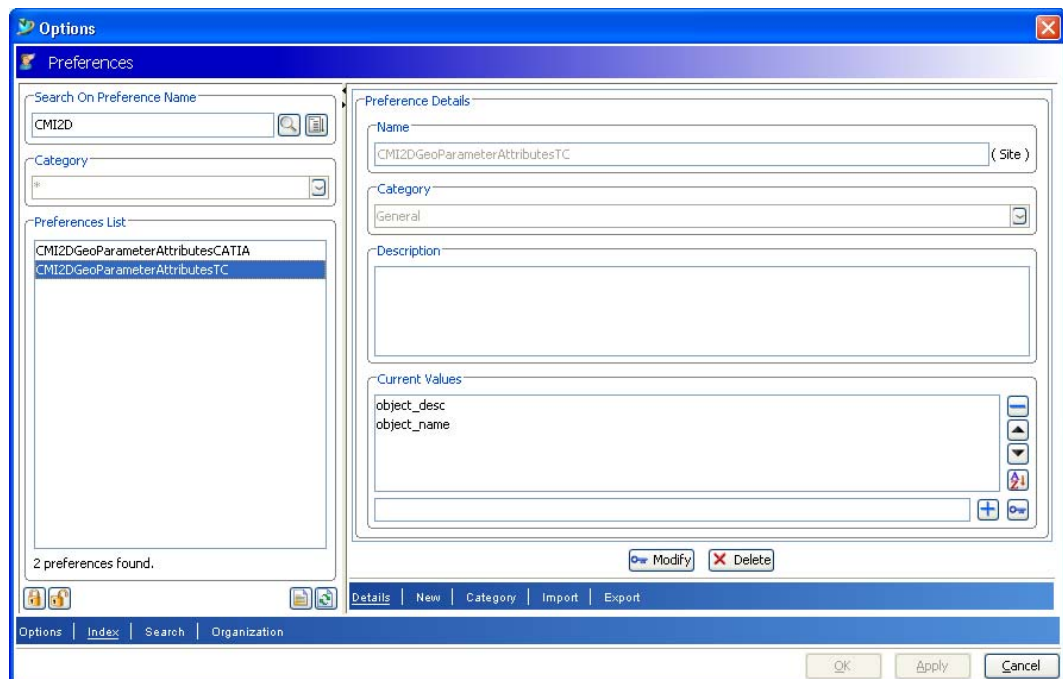 Options
Preferences
Search On Preference Name
CMI2D
Category
*
Preferences List
CMI2DGeoParameterAttributesCATIA
CMI2DGeoParameterAttributesTC
2 preferences found.
Preference Details
Name
CMI2DGeoParameterAttributesTC ( Site )
Category
General
Description
Current Values
object_desc
object_name
Modify Delete
Details | New | Category | Import | Export
Options | Index | Search | Organization
OK Apply Cancel